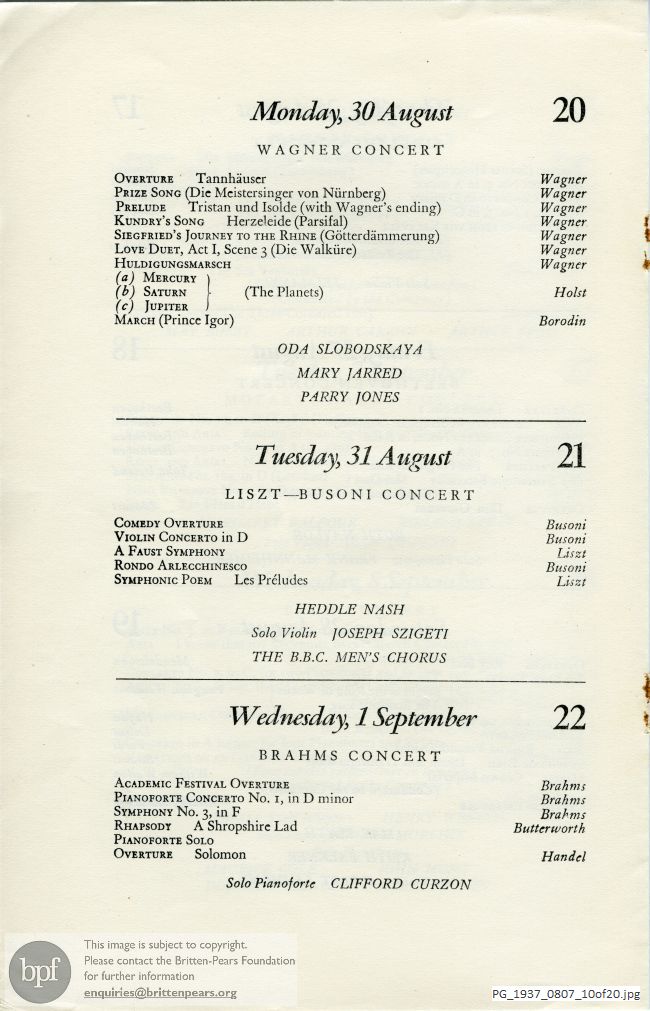 Monday, 30 August 20
WAGNER CONCERT
OVERTURE Tannhäuser Wagner
PRIZE SONG (Die Meistersinger von Nürnberg) Wagner
PRELUDE Tristan und Isolde (with Wagner's ending) Wagner
KUNDRY'S SONG Herzeleide (Parsifal) Wagner
SIEGFRIED'S JOURNEY TO THE RHINE (Götterdämmerung) Wagner
LOVE DUET, Act I, Scene 3 (Die Walküre) Wagner
HULDIGUNGSMARSCH Wagner
(a) MERCURY
(b) SATURN (The Planets) Holst
(c) JUPITER
MARCH (Prince Igor) Borodin
ODA SLOBODSKAYA
MARY JARRED
PARRY JONES
Tuesday, 31 August 21
LISZT—BUSONI CONCERT
COMEDY OVERTURE Busoni
VIOLIN CONCERTO in D Busoni
A FAUST SYMPHONY Liszt
RONDO ARLECCHINESCO Busoni
SYMPHONIC POEM Les Préludes Liszt
HEDDLE NASH
Solo Violin JOSEPH SZIGETI
THE B.B.C. MEN'S CHORUS
Wednesday, 1 September 22
BRAHMS CONCERT
ACADEMIC FESTIVAL OVERTURE Brahms
PIANOFORTE CONCERTO No. 1, in D minor Brahms
SYMPHONY No. 3, in F Brahms
RHAPSODY A Shropshire Lad Butterworth
PIANOFORTE SOLO
OVERTURE Solomon Handel
Solo Pianoforte CLIFFORD CURZON
bpf
This image is subject to copyright.
Please contact the Britten-Pears Foundation
for further information
enquiries@brittenpears.org
PG_1937_0807_10of20.jpg